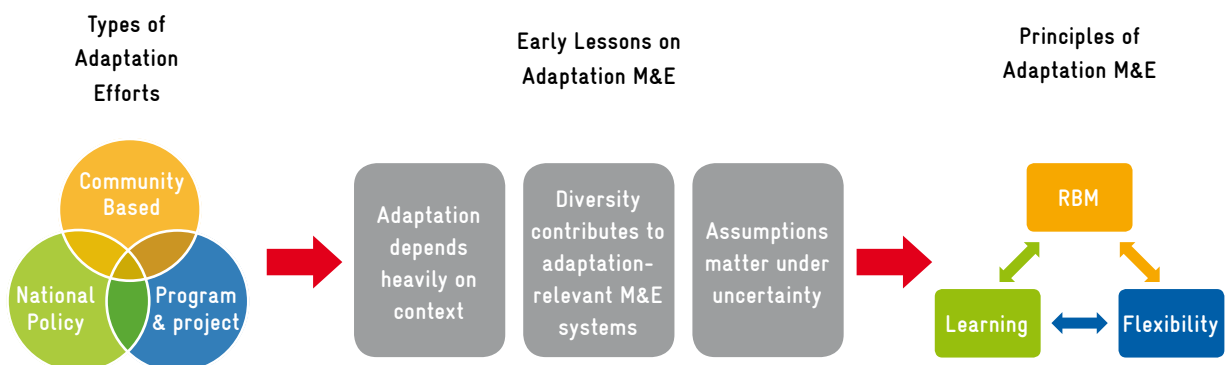 Types of
Adaptation
Efforts
Early Lessons on
Adaptation M&E
Principles of
Adaptation M&E
Community
Based
National
Policy
Program
& project
Adaptation
depends
heavily on
context
Diversity
contributes to
adaptation-
relevant M&E
systems
Assumptions
matter under
uncertainty
RBM
Learning
Flexibility